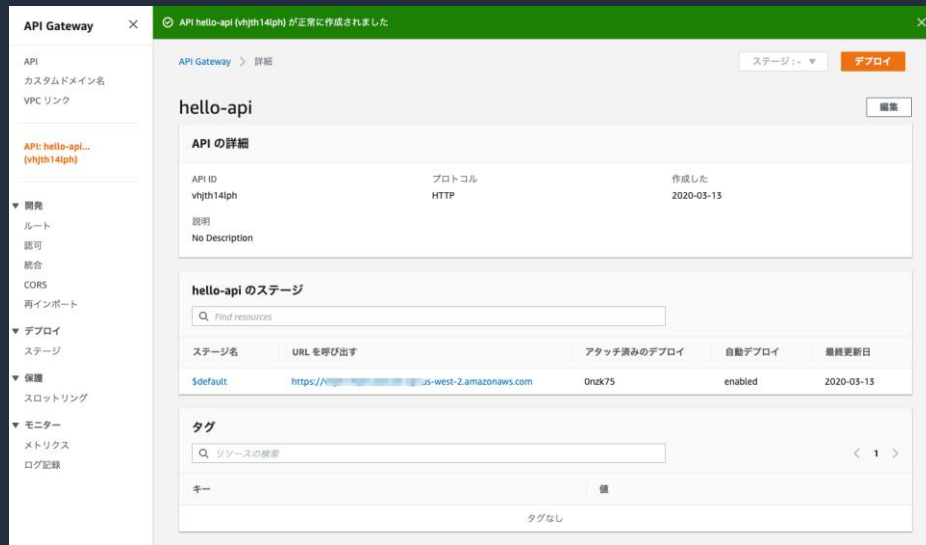 API Gateway
API
カスタムドメイン名
VPC リンク
API: hello-api...
(vhjth14lph)
開発
ルート
認可
統合
CORS
再インポート
デプロイ
ステージ
保護
スロットリング
モニター
メトリクス
ログ記録
API hello-api (vhjth14lph) が正常に作成されました
API Gateway > 詳細
ステージ : -
デプロイ
hello-api
編集
API の詳細
API ID プロトコル 作成した
vhjth14lph HTTP 2020-03-13
説明
No Description
hello-api のステージ
Find resources
ステージ名 URL を呼び出す アタッチ済みのデプロイ 自動デプロイ 最終更新日
$default https:// us-west-2.amazonaws.com 0nzk75 enabled 2020-03-13
タグ
リソースの検索
< 1 >
キー 値
タグなし